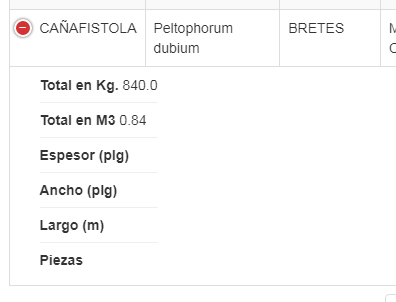 CAÑAFISTOLA Peltophorum dubium BRETES
Total en Kg. 840.0
Total en M3 0.84
Espesor (plg)
Ancho (plg)
Largo (m)
Piezas